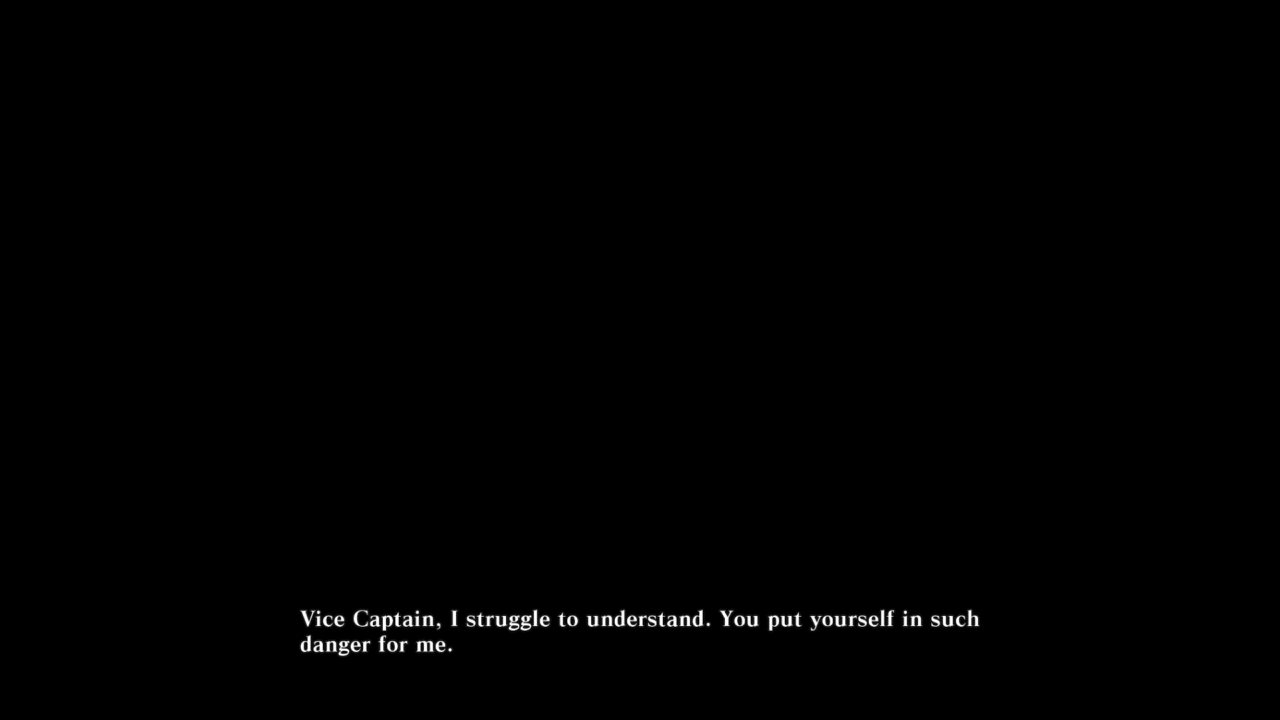 Vice Captain, I struggle to understand. You put yourself in such
danger for me.